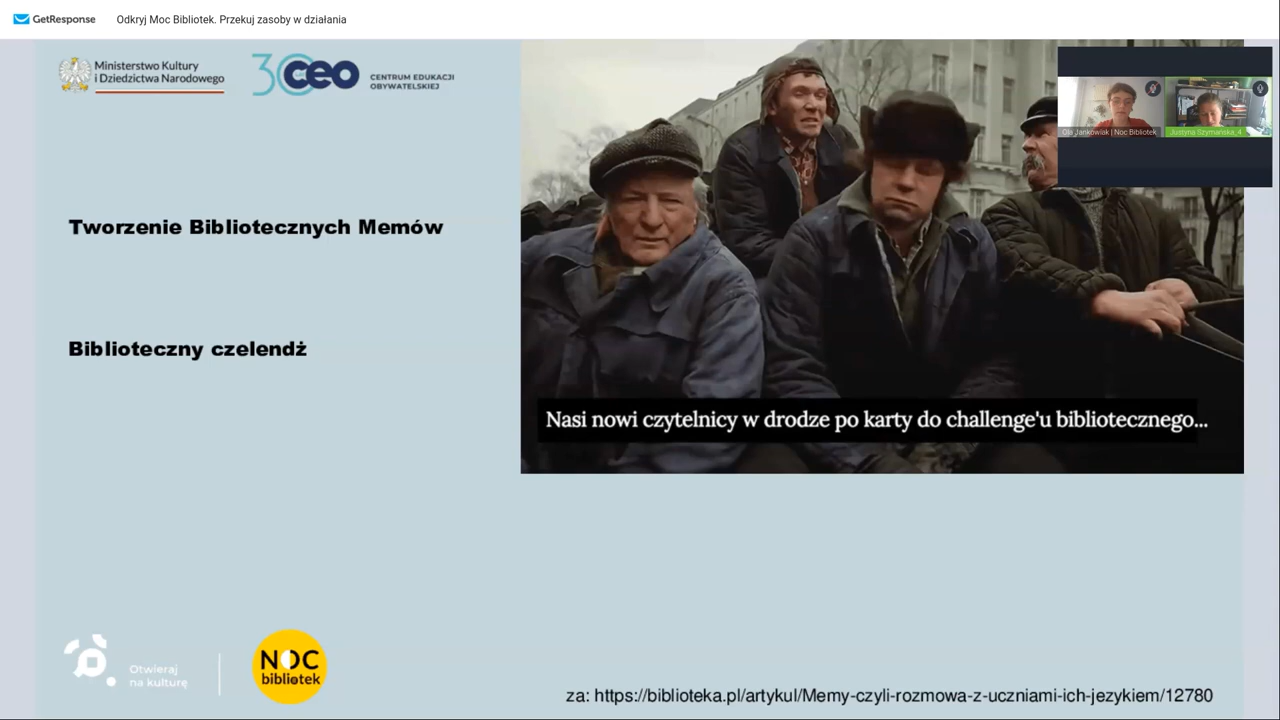 GetResponse
Odkryj Moc Bibliotek. Przekuj zasoby w działania
Ministerstwo Kultury
i Dziedzictwa Narodowego
30 ceo
CENTRUM EDUKACJI
OBYWATELSKIEJ
Ola Jankowiak | Noc Bibliotek
Justyna Szymańska_4
Tworzenie Bibliotecznych Memów
Biblioteczny czelendż
Nasi nowi czytelnicy w drodze po karty do challenge'u bibliotecznego...
Otwieraj
na kulturę
NOC
bibliotek
za: https://biblioteka.pl/artykul/Memy-czyli-rozmowa-z-uczniami-ich-jezykiem/12780